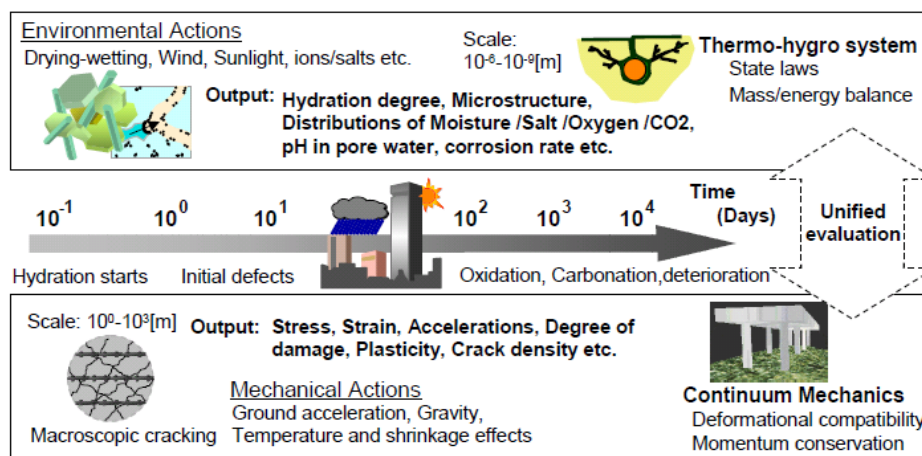 Environmental Actions
Drying-wetting, Wind, Sunlight, ions/salts etc.
Scale:
10⁻⁶-10⁻⁹[m]
Thermo-hygro system
State laws
Mass/energy balance
Output: Hydration degree, Microstructure,
Distributions of Moisture /Salt /Oxygen /CO2,
pH in pore water, corrosion rate etc.
10⁻¹ 10⁰ 10¹ 10² 10³ 10⁴ Time
(Days)
Hydration starts Initial defects Oxidation, Carbonation,deterioration
Unified
evaluation
Scale: 10⁰-10³[m]
Output: Stress, Strain, Accelerations, Degree of
damage, Plasticity, Crack density etc.
Mechanical Actions
Ground acceleration, Gravity,
Temperature and shrinkage effects
Macroscopic cracking
Continuum Mechanics
Deformational compatibility
Momentum conservation